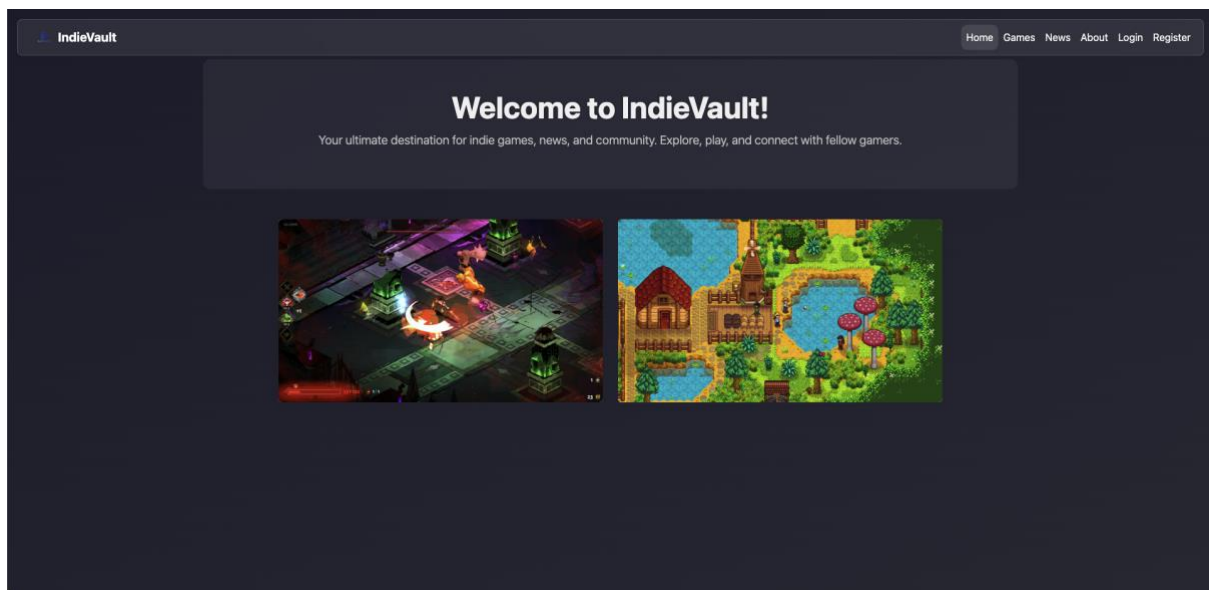 IndieVault
Home Games News About Login Register
Welcome to IndieVault!
Your ultimate destination for indie games, news, and community. Explore, play, and connect with fellow gamers.